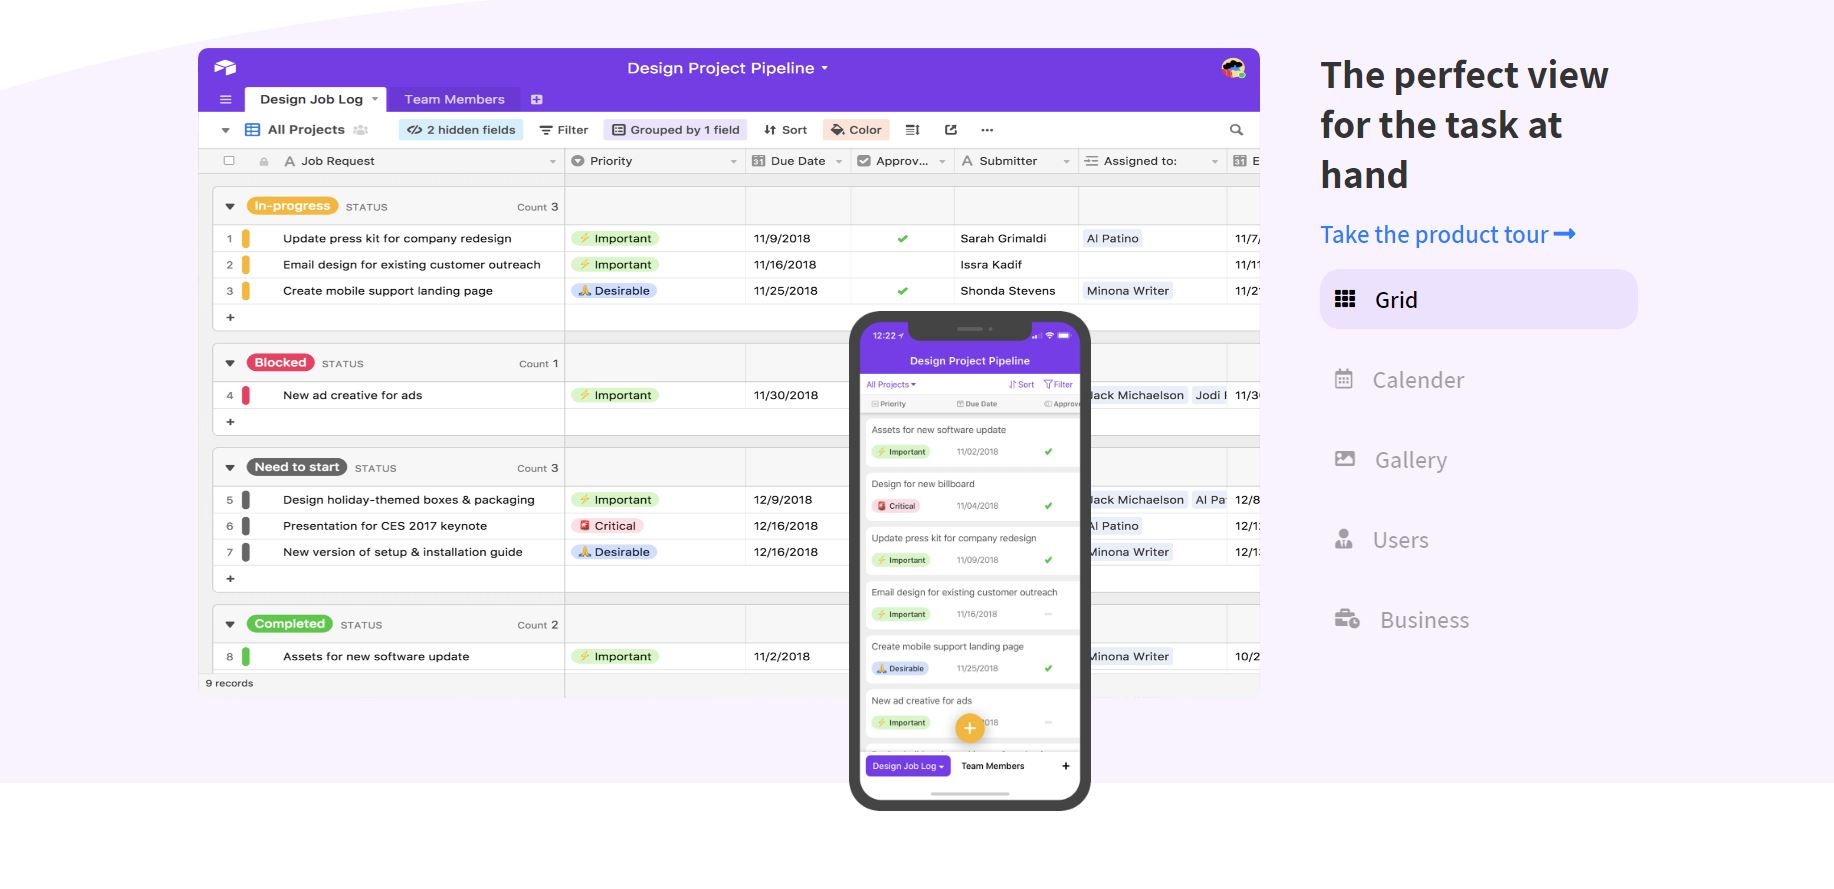 Design Project Pipeline
Design Job Log Team Members
All Projects 2 hidden fields Filter Grouped by 1 field Sort Color
Job Request Priority Due Date Approv... Submitter Assigned to: E
In-progress STATUS Count 3
1 Update press kit for company redesign Important 11/9/2018 Sarah Grimaldi Al Patino 11/7/
2 Email design for existing customer outreach Important 11/16/2018 Issra Kadif 11/11
3 Create mobile support landing page Desirable 11/25/2018 Shonda Stevens Minona Writer 11/2
+
Blocked STATUS Count 1
4 New ad creative for ads Important 11/30/2018 Jack Michaelson Jodi 11/30
+
Need to start STATUS Count 3
5 Design holiday-themed boxes & packaging Important 12/9/2018 Jack Michaelson Al Pa 12/8
6 Presentation for CES 2017 keynote Critical 12/16/2018 Al Patino 12/1
7 New version of setup & installation guide Desirable 12/16/2018 Minona Writer 12/1
+
Completed STATUS Count 2
8 Assets for new software update Important 11/2/2018 Minona Writer 10/2
9 records
12:22
Design Project Pipeline
All Projects Sort Filter
Priority Due Date Approv
Assets for new software update
Important 11/02/2018
Design for new billboard
Critical 11/04/2018
Update press kit for company redesign
Important 11/09/2018
Email design for existing customer outreach
Important 11/16/2018
Create mobile support landing page
Desirable 11/25/2018
New ad creative for ads
Important 018
+
Design Job Log Team Members +
The perfect view
for the task at
hand
Take the product tour
Grid
Calender
Gallery
Users
Business